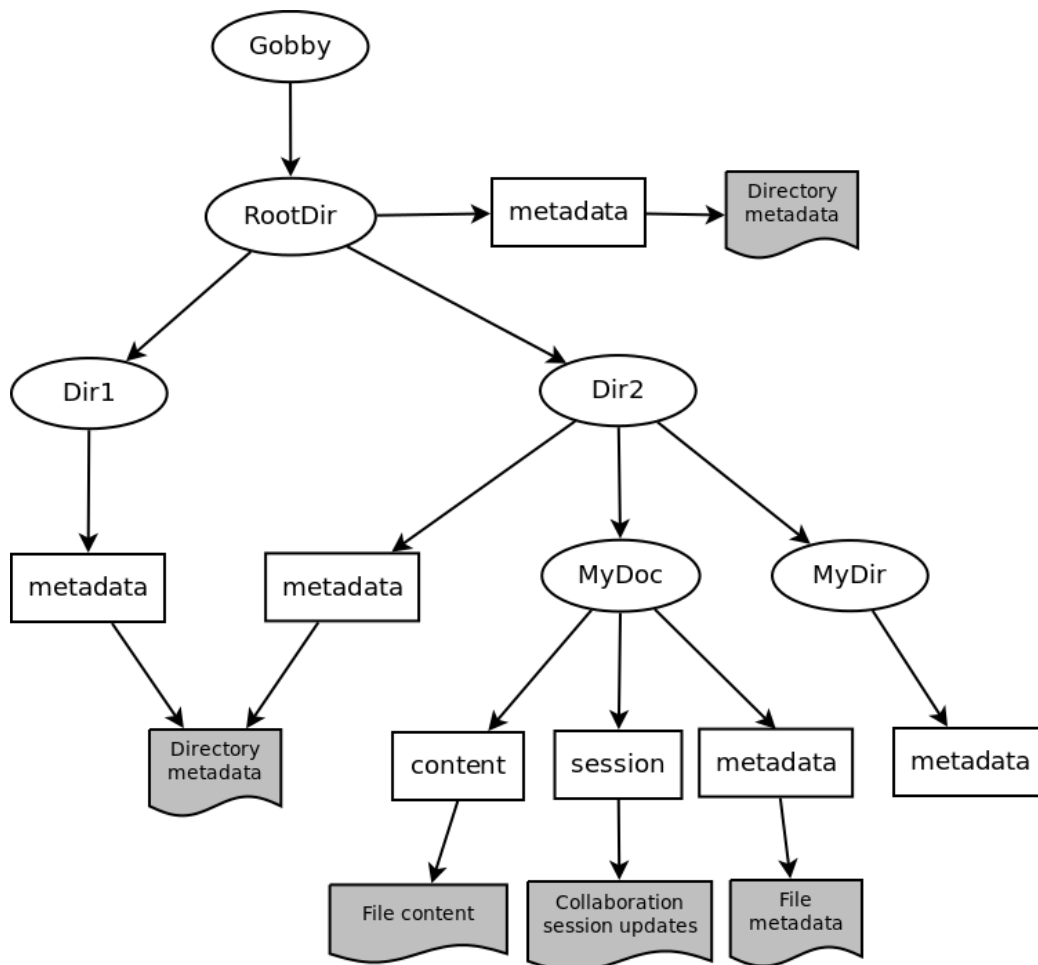 Gobby
RootDir
metadata
Directory
metadata
Dir1
Dir2
metadata
metadata
MyDoc
MyDir
Directory
metadata
content
session
metadata
metadata
File content
Collaboration
session updates
File
metadata